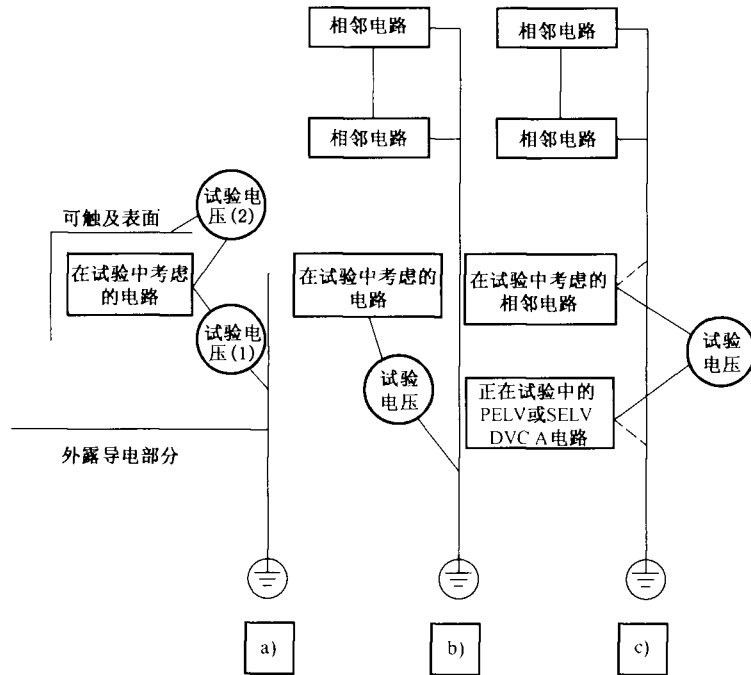 相邻电路
相邻电路
相邻电路
相邻电路
试验电
压(2)
可触及表面
在试验中考虑
的电路
试验电
压(1)
外露导电部分
在试验中考虑的
电路
试验
电压
在试验中考虑的
相邻电路
试验
电压
正在试验中的
PELV或SELV
DVC A电路
a)
b)
c)